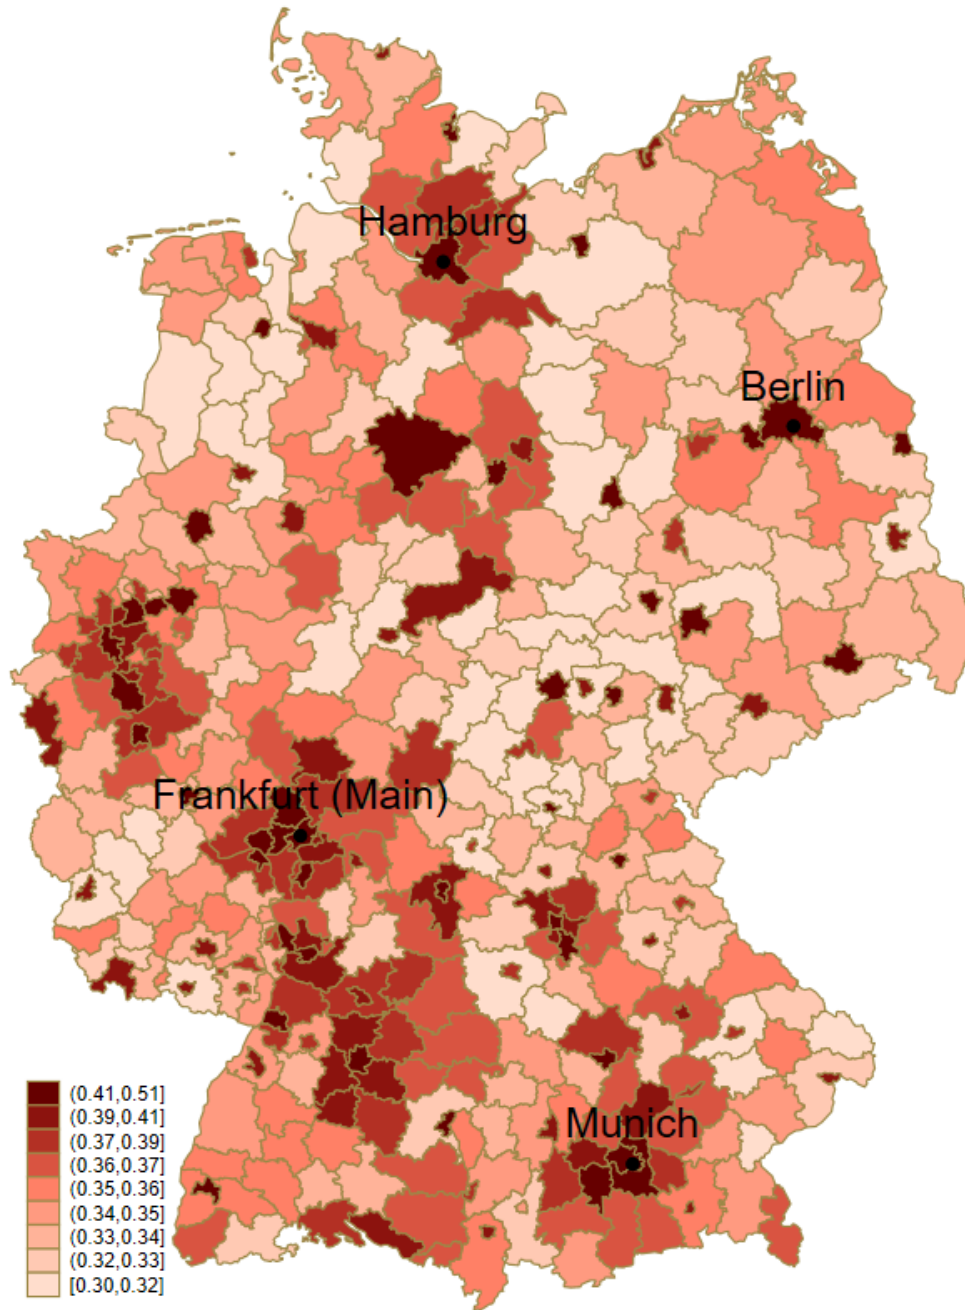 Hamburg
Berlin
Frankfurt (Main)
Munich
(0.41,0.51]
(0.39,0.41]
(0.37,0.39]
(0.36,0.37]
(0.35,0.36]
(0.34,0.35]
(0.33,0.34]
(0.32,0.33]
[0.30,0.32]